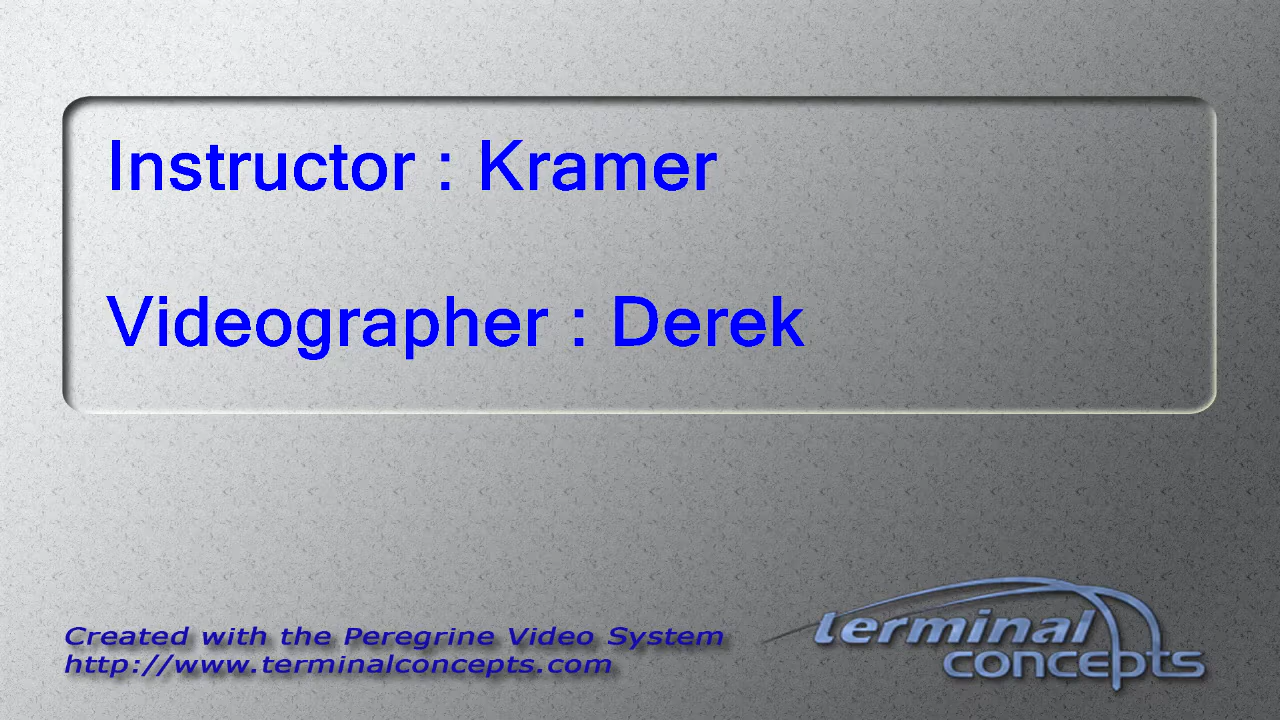 Instructor : Kramer
Videographer : Derek
Created with the Peregrine Video System
http://www.terminalconcepts.com
terminal
concepts